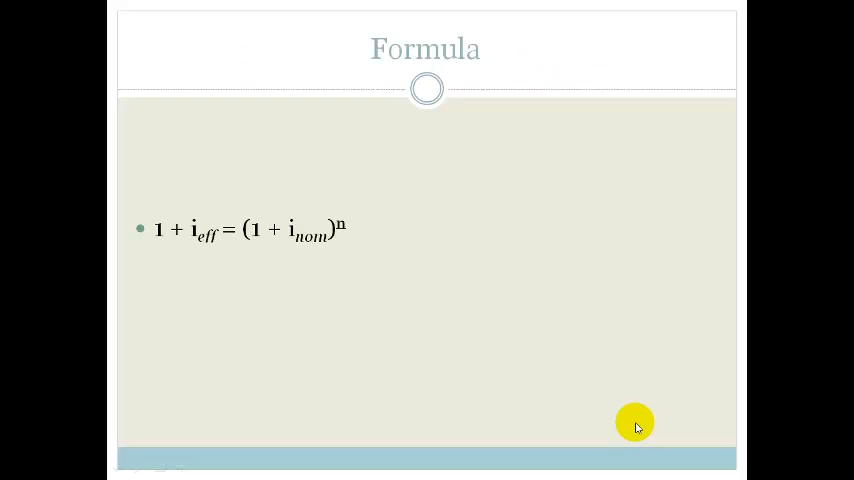 Formula
• 1 + i_eff = (1 + i_nom)^n